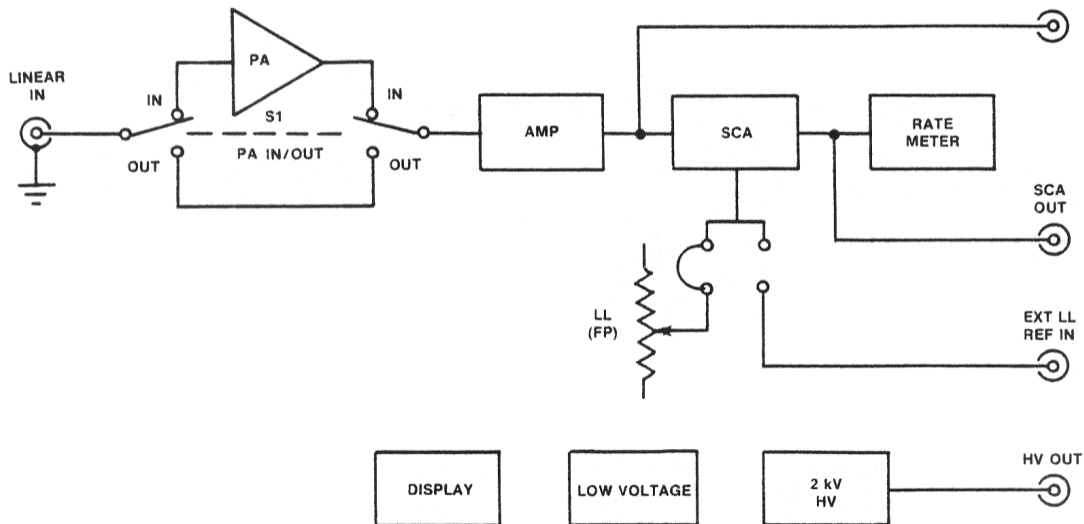 LINEAR
IN
IN
PA
S1
PA IN/OUT
OUT
IN
OUT
AMP
SCA
RATE
METER
SCA
OUT
LL
(FP)
EXT LL
REF IN
DISPLAY
LOW VOLTAGE
2 kV
HV
HV OUT